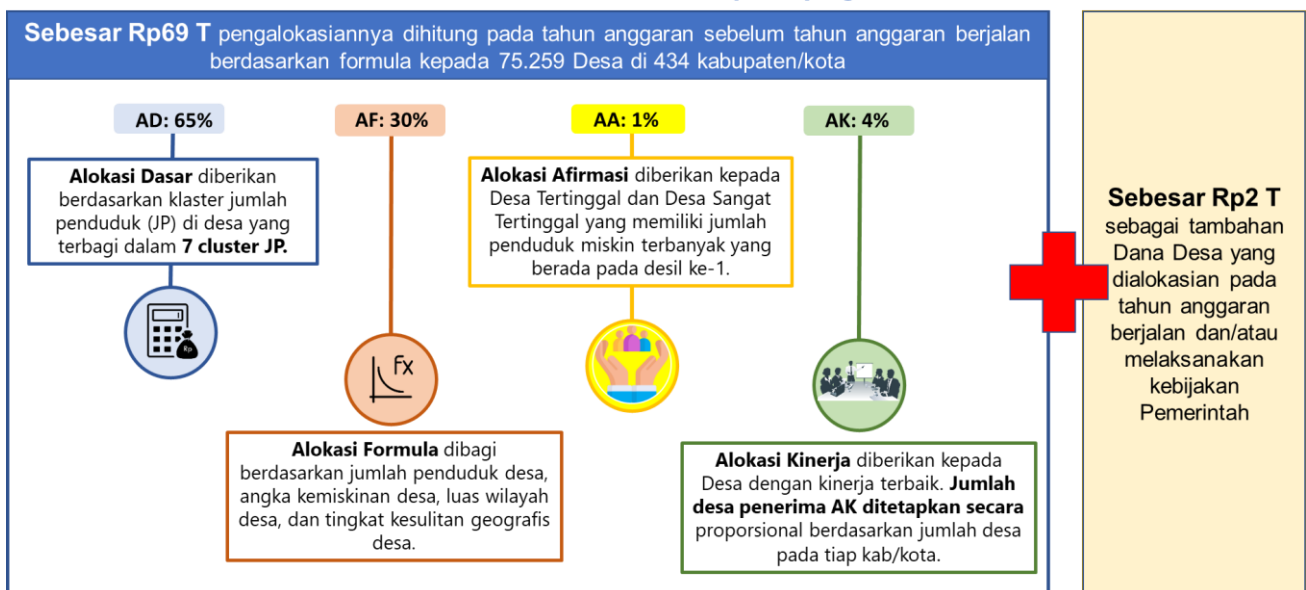 Sebesar Rp69 T pengalokasiannya dihitung pada tahun anggaran sebelum tahun anggaran berjalan
berdasarkan formula kepada 75.259 Desa di 434 kabupaten/kota
AD: 65%
Alokasi Dasar diberikan
berdasarkan klaster jumlah
penduduk (JP) di desa yang
terbagi dalam 7 cluster JP.
Rp
AF: 30%
Fx
Alokasi Formula dibagi
berdasarkan jumlah penduduk desa,
angka kemiskinan desa, luas wilayah
desa, dan tingkat kesulitan geografis
desa.
AA: 1%
Alokasi Afirmasi diberikan kepada
Desa Tertinggal dan Desa Sangat
Tertinggal yang memiliki jumlah
penduduk miskin terbanyak yang
berada pada desil ke-1.
AK: 4%
Alokasi Kinerja diberikan kepada
Desa dengan kinerja terbaik. Jumlah
desa penerima AK ditetapkan secara
proporsional berdasarkan jumlah desa
pada tiap kab/kota.
Sebesar Rp2 T
sebagai tambahan
Dana Desa yang
dialokasian pada
tahun anggaran
berjalan dan/atau
melaksanakan
kebijakan
Pemerintah